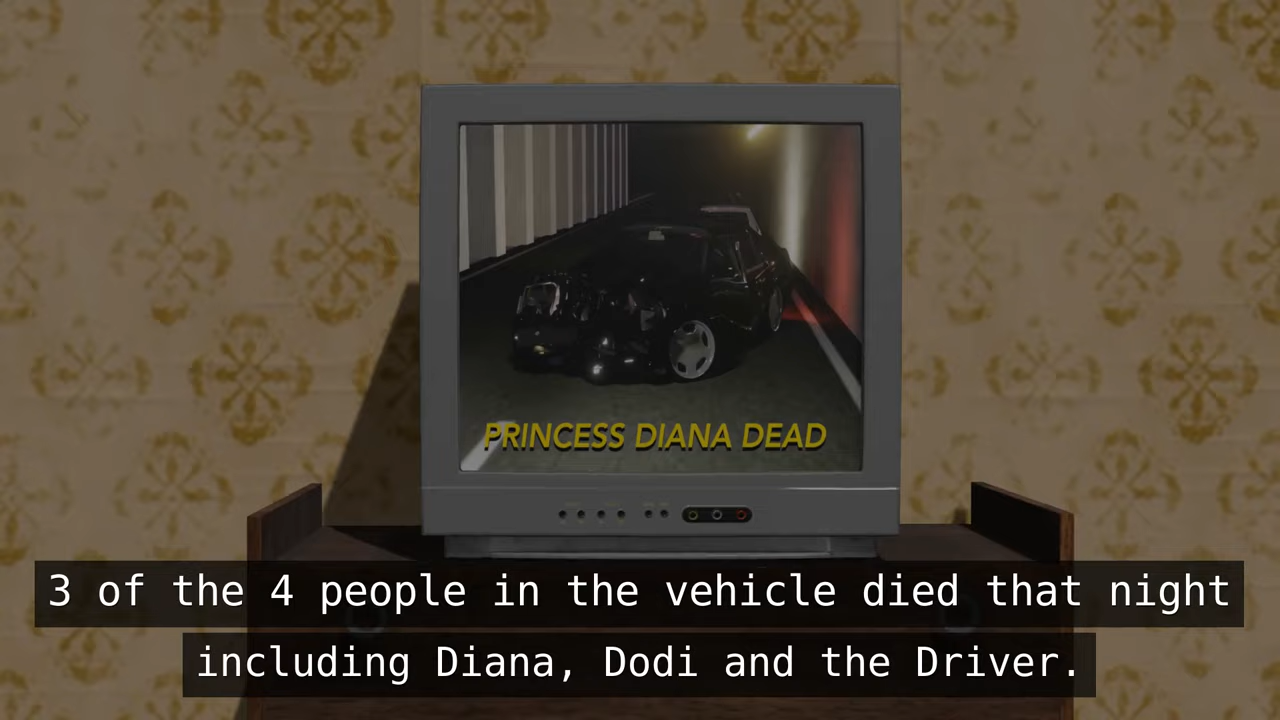 PRINCESS DIANA DEAD
3 of the 4 people in the vehicle died that night
including Diana, Dodi and the Driver.